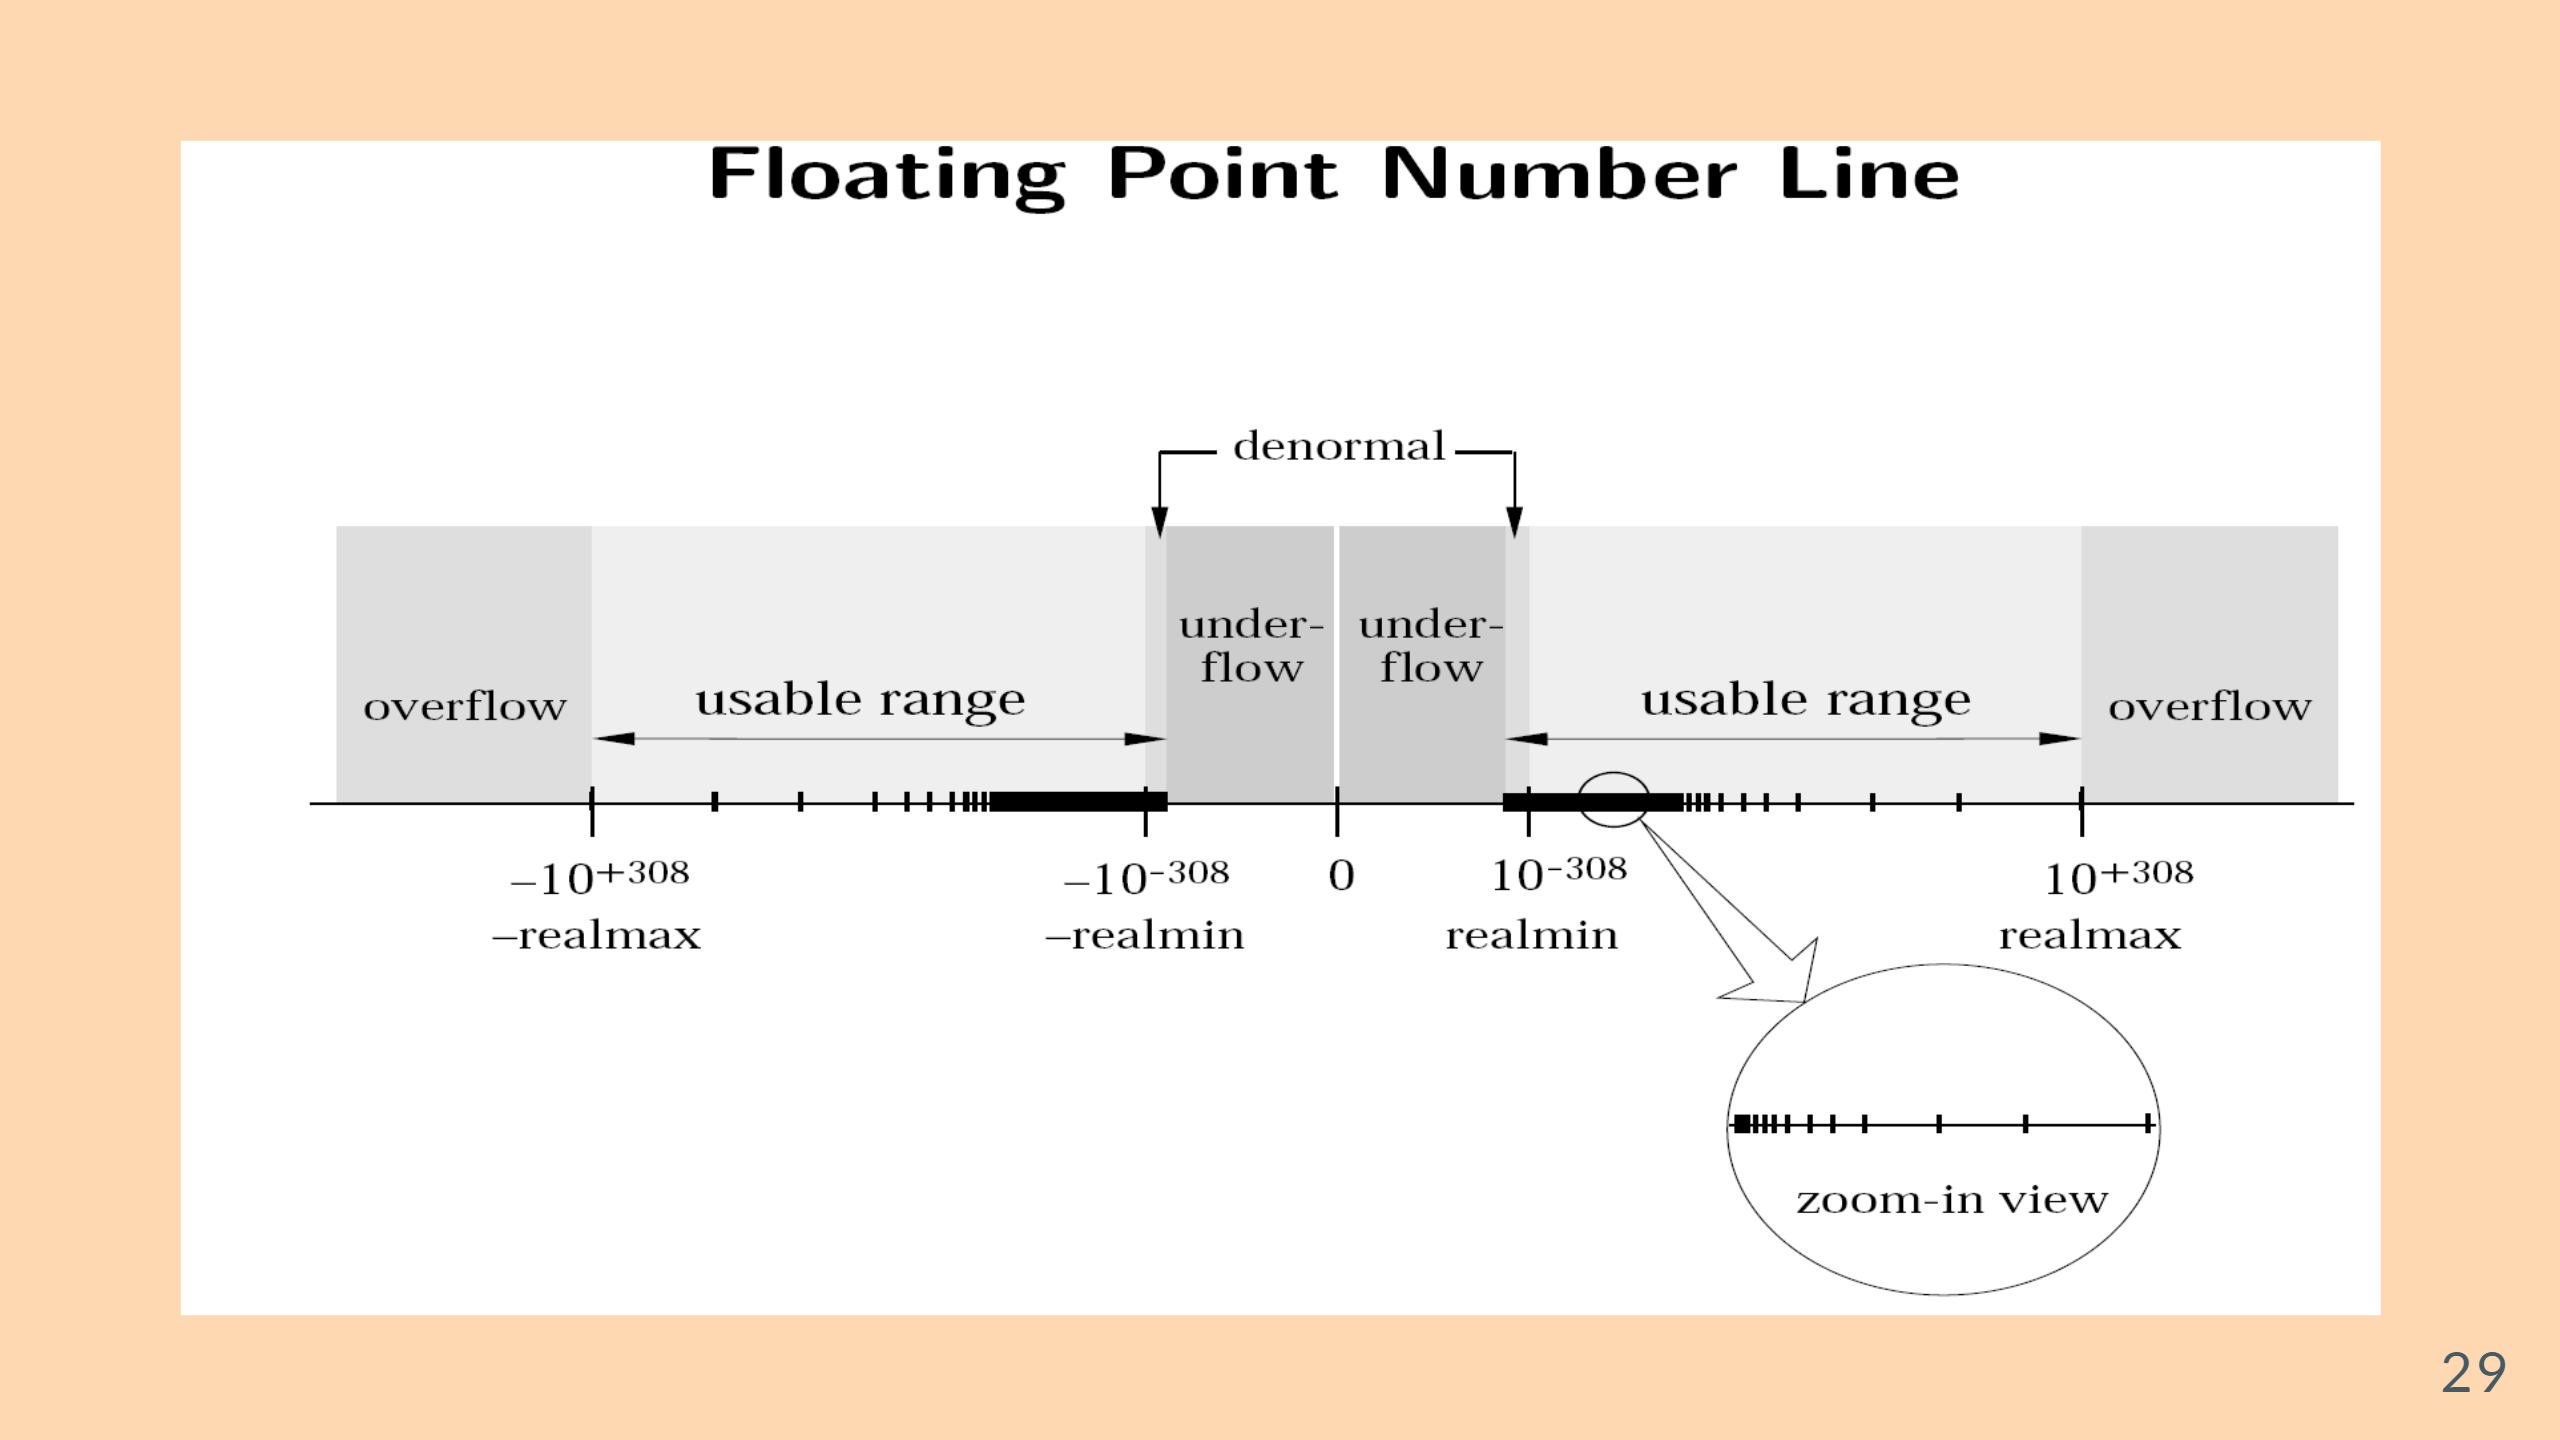 Floating Point Number Line
denormal
under-
flow
under-
flow
overflow
usable range
usable range
overflow
–10+308
–10-308
0
10-308
10+308
–realmax
–realmin
realmin
realmax
zoom-in view
29